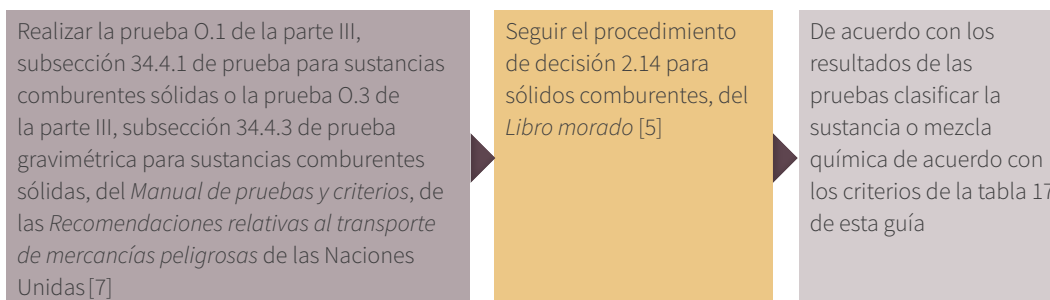 Realizar la prueba O.1 de la parte III,
subsección 34.4.1 de prueba para sustancias
comburentes sólidas o la prueba O.3 de
la parte III, subsección 34.4.3 de prueba
gravimétrica para sustancias comburentes
sólidas, del Manual de pruebas y criterios, de
las Recomendaciones relativas al transporte
de mercancías peligrosas de las Naciones
Unidas [7]
Seguir el procedimiento
de decisión 2.14 para
sólidos comburentes, del
Libro morado [5]
De acuerdo con los
resultados de las
pruebas clasificar la
sustancia o mezcla
química de acuerdo con
los criterios de la tabla 17
de esta guía